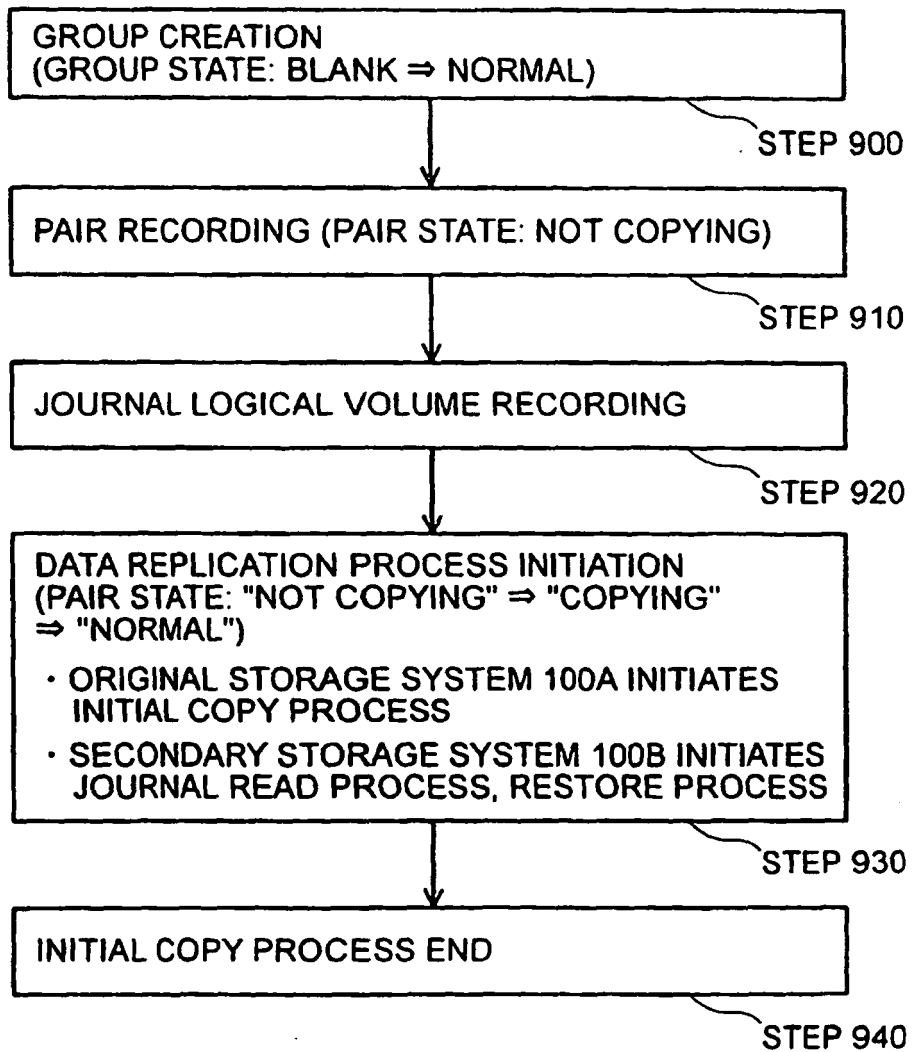 GROUP CREATION
(GROUP STATE: BLANK ⇒ NORMAL)
STEP 900
PAIR RECORDING (PAIR STATE: NOT COPYING)
STEP 910
JOURNAL LOGICAL VOLUME RECORDING
STEP 920
DATA REPLICATION PROCESS INITIATION
(PAIR STATE: "NOT COPYING" ⇒ "COPYING"
⇒ "NORMAL")
· ORIGINAL STORAGE SYSTEM 100A INITIATES
INITIAL COPY PROCESS
· SECONDARY STORAGE SYSTEM 100B INITIATES
JOURNAL READ PROCESS, RESTORE PROCESS
STEP 930
INITIAL COPY PROCESS END
STEP 940